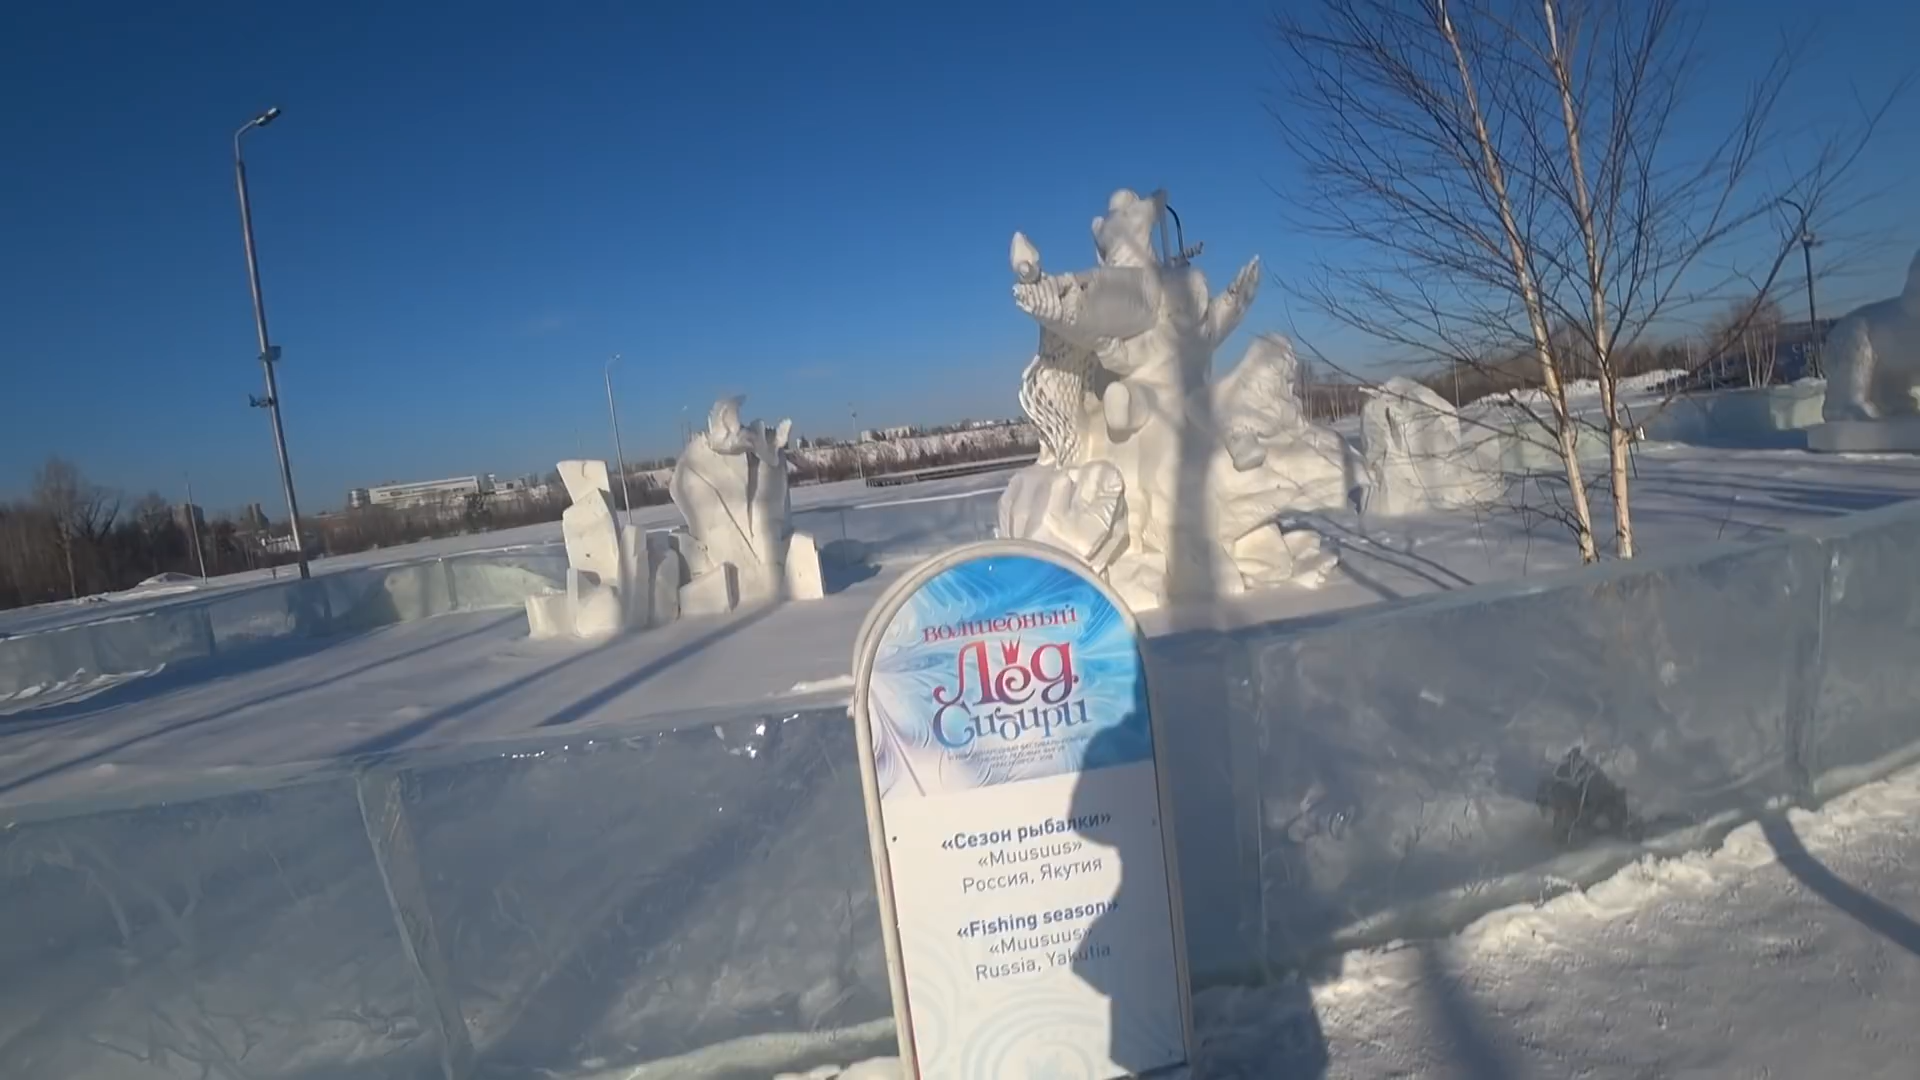 волшебный
Лёд
Сибири
«Сезон рыбалки»
«Muusuus»
Россия, Якутия
«Fishing season»
«Muusuus»
Russia, Yakutia